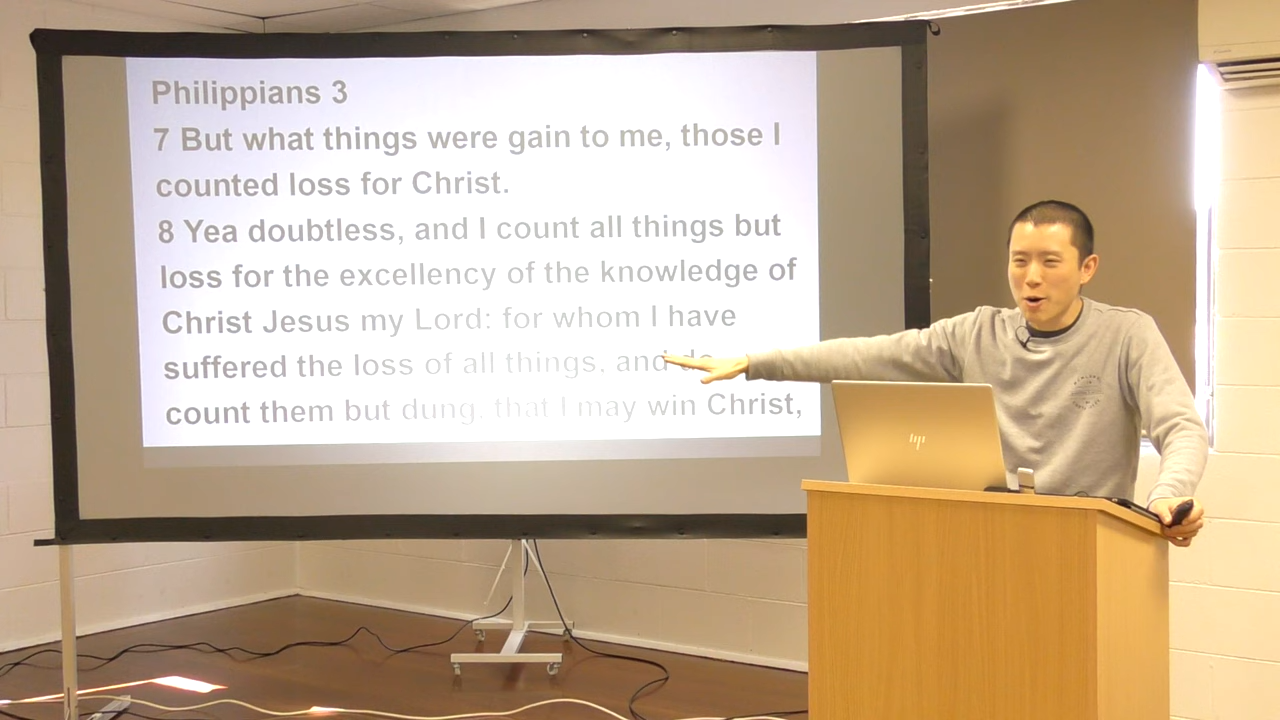 Philippians 3
7 But what things were gain to me, those I
counted loss for Christ.
8 Yea doubtless, and I count all things but
loss for the excellency of the knowledge of
Christ Jesus my Lord: for whom I have
suffered the loss of all things, and do
count them but dung, that I may win Christ,
hp